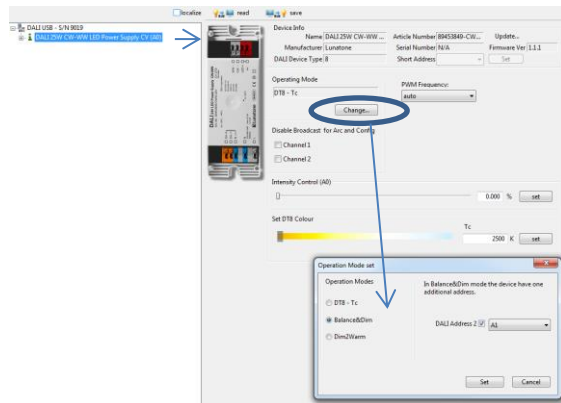 localize read save
DALI USB - S/N 9019
DALI 25W CW-WW LED Power Supply CV (A0)
Device Info
Name DALI 25W CW-WW ... Article Number 89453849-CW... Update...
Manufacturer Lunatone Serial Number N/A Firmware Ver 1.1.1
DALI Device Type 8 Short Address Set
Operating Mode
DT8 - Tc
PWM Frequency:
auto
Change...
Disable Broadcast for Arc and Config
Channel 1
Channel 2
Intensity Control (A0)
0.000 % set
Set DT8 Colour
Tc
2500 K set
Operation Mode set
Operation Modes
In Balance&Dim mode the device have one
additional address.
DT8 - Tc
Balance&Dim
DALI Address 2 A1
Dim2Warm
Set Cancel